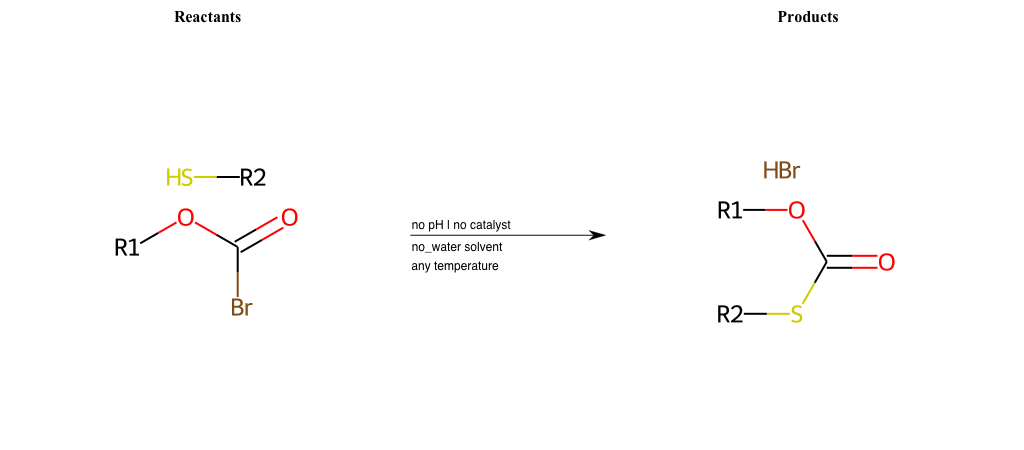 Reactants
Products
HS R2
O O
R1
Br
no pH | no catalyst
no_water solvent
any temperature
HBr
R1 O
O
R2 S